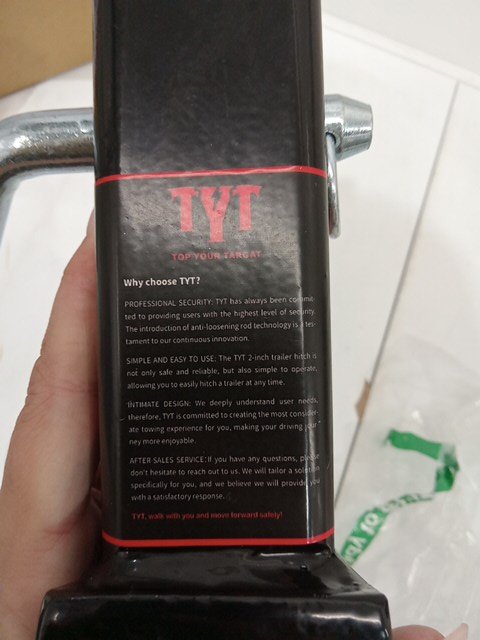 TYT
TOP YOUR TARGAT
Why choose TYT?
PROFESSIONAL SECURITY: TYT has always been commit-
ted to providing users with the highest level of security.
The introduction of anti-loosening rod technology is a tes-
tament to our continuous innovation.
SIMPLE AND EASY TO USE: The TYT 2-inch trailer hitch is
not only safe and reliable, but also simple to operate,
allowing you to easily hitch a trailer at any time.
INTIMATE DESIGN: We deeply understand user needs,
therefore, TYT is committed to creating the most consider-
ate towing experience for you, making your driving jour-
ney more enjoyable.
AFTER SALES SERVICE: If you have any questions, please
don't hesitate to reach out to us. We will tailor a solution
specifically for you, and we believe we will provide you
with a satisfactory response.
TYT, walk with you and move forward safely!